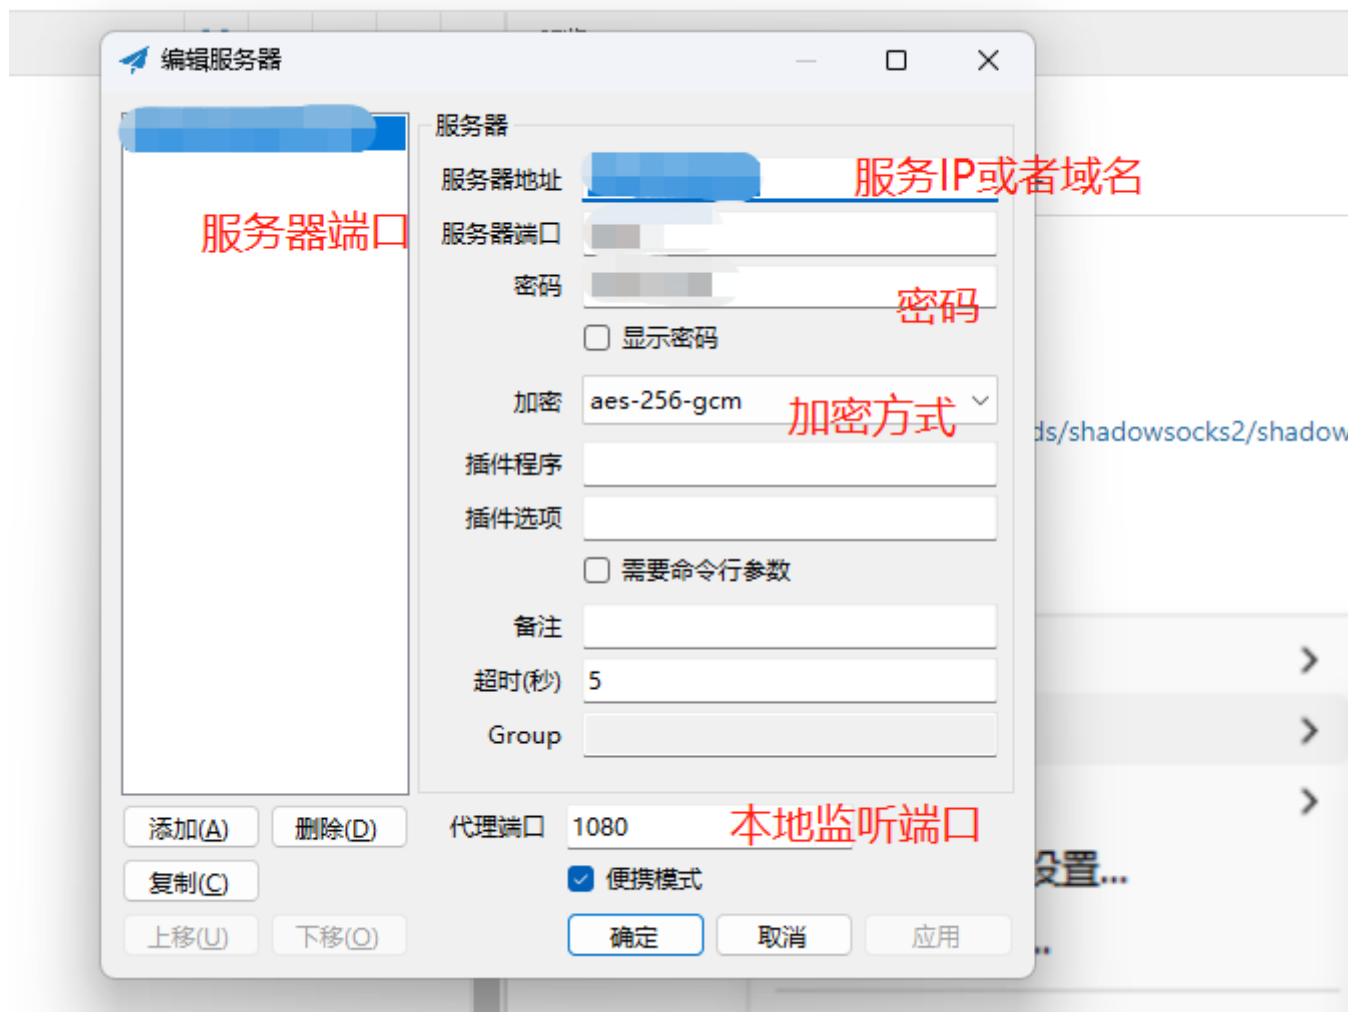 编辑服务器
服务器
服务器地址
服务IP或者域名
服务器端口
服务器端口
密码
密码
显示密码
加密
aes-256-gcm
加密方式
ds/shadowsocks2/shadow
插件程序
插件选项
需要命令行参数
备注
超时(秒)
5
Group
添加(A)
删除(D)
代理端口
1080
本地监听端口
复制(C)
便携模式
设置...
上移(U)
下移(O)
确定
取消
应用